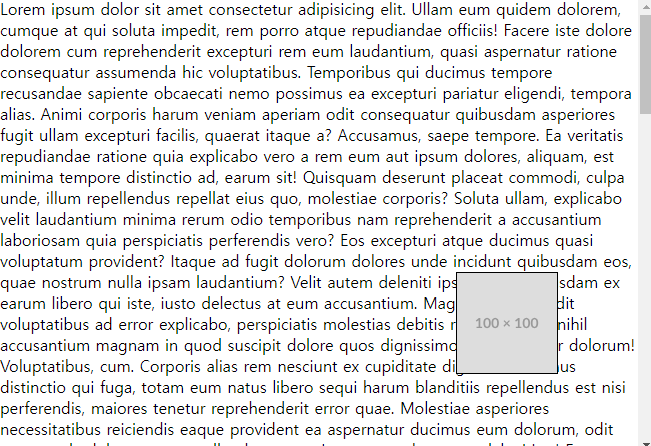 Lorem ipsum dolor sit amet consectetur adipisicing elit. Ullam eum quidem dolorem,
cumque at qui soluta impedit, rem porro atque repudiandae officiis! Facere iste dolore
dolorem cum reprehenderit excepturi rem eum laudantium, quasi aspernatur ratione
consequatur assumenda hic voluptatibus. Temporibus qui ducimus tempore
recusandae sapiente obcaecati nemo possimus ea excepturi pariatur eligendi, tempora
alias. Animi corporis harum veniam aperiam odit consequatur quibusdam asperiores
fugit ullam excepturi facilis, quaerat itaque a? Accusamus, saepe tempore. Ea veritatis
repudiandae ratione quia explicabo vero a rem eum aut ipsum dolores, aliquam, est
minima tempore distinctio ad, earum sit! Quisquam deserunt placeat commodi, culpa
unde, illum repellendus repellat eius quo, molestiae corporis? Soluta ullam, explicabo
velit laudantium minima rerum odio temporibus nam reprehenderit a accusantium
laboriosam quia perspiciatis perferendis vero? Eos excepturi atque ducimus quasi
voluptatum provident? Itaque ad fugit dolorum dolores unde incidunt quibusdam eos,
quae nostrum nulla ipsam laudantium? Velit autem deleniti sdam ex
earum libero qui iste, iusto delectus at eum accusantium. dit
voluptatibus ad error explicabo, perspiciatis molestias debitis nihil
100 × 100
accusantium magnam in quod suscipit dolore quos dolorum!
Voluptatibus, cum. Corporis alias rem nesciunt ex cupiditate mus
distinctio qui fuga, totam eum natus libero sequi harum blanditiis repellendus est nisi
perferendis, maiores tenetur reprehenderit error quae. Molestiae asperiores
necessitatibus reiciendis eaque provident ea aspernatur ducimus eum dolorum, odit